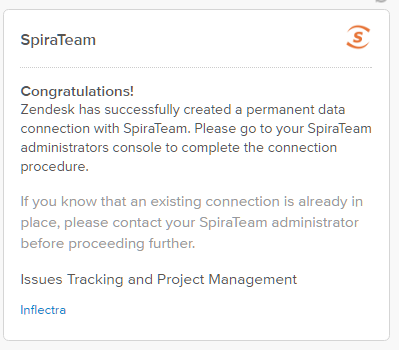 SpiraTeam
Congratulations!
Zendesk has successfully created a permanent data
connection with SpiraTeam. Please go to your SpiraTeam
administrators console to complete the connection
procedure.
If you know that an existing connection is already in
place, please contact your SpiraTeam administrator
before proceeding further.
Issues Tracking and Project Management
Inflectra